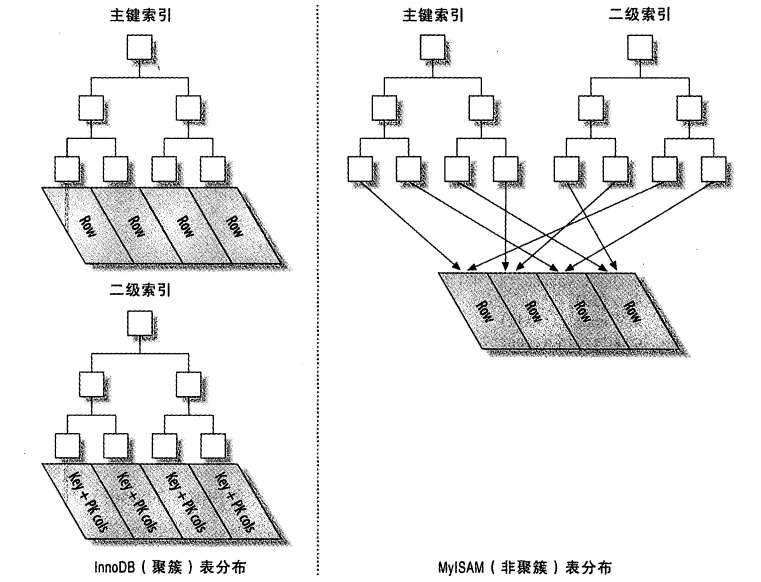 主键索引
Row
Row
Row
Row
二级索引
Key + PK cols
Key + PK cols
Key + PK cols
Key + PK cols
InnoDB（聚簇）表分布
主键索引
二级索引
Row
Row
Row
Row
MyISAM（非聚簇）表分布